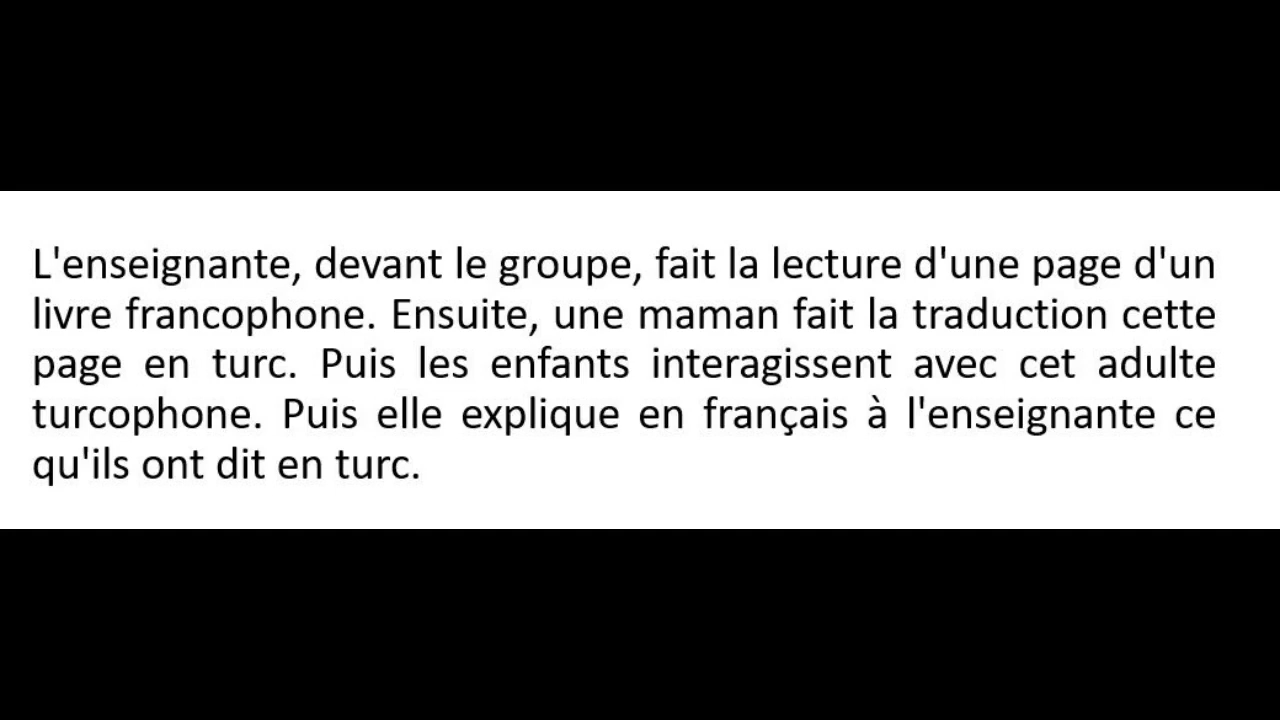 L'enseignante, devant le groupe, fait la lecture d'une page d'un
livre francophone. Ensuite, une maman fait la traduction cette
page en turc. Puis les enfants interagissent avec cet adulte
turcophone. Puis elle explique en français à l'enseignante ce
qu'ils ont dit en turc.